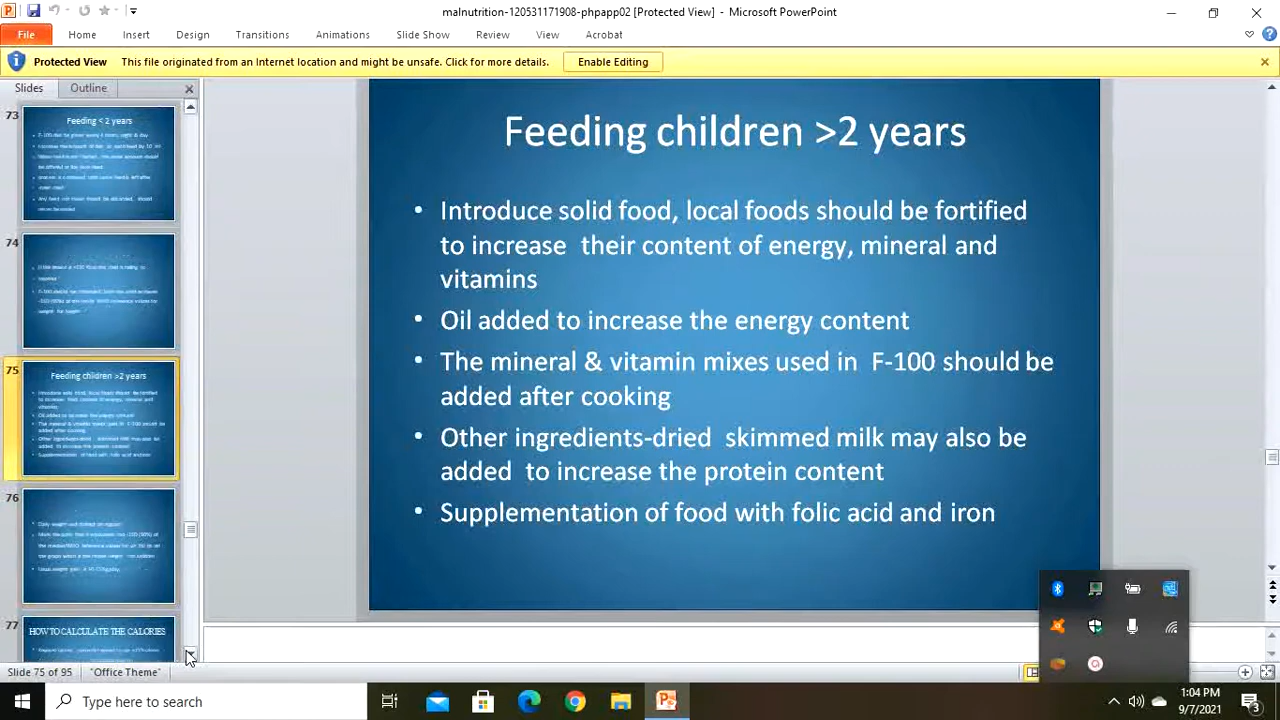 malnutrition-120531171908-phpapp02 [Protected View] - Microsoft PowerPoint
File Home Insert Design Transitions Animations Slide Show Review View Acrobat
Protected View This file originated from an Internet location and might be unsafe. Click for more details. Enable Editing
Slides Outline
73
Feeding < 2 years
74
75
Feeding children >2 years
76
77
HOW TO CALCULATE THE CALORIES
Feeding children >2 years
• Introduce solid food, local foods should be fortified
to increase their content of energy, mineral and
vitamins
• Oil added to increase the energy content
• The mineral & vitamin mixes used in F-100 should be
added after cooking
• Other ingredients-dried skimmed milk may also be
added to increase the protein content
• Supplementation of food with folic acid and iron
Slide 75 of 95 "Office Theme"
Type here to search
1:04 PM
9/7/2021
3